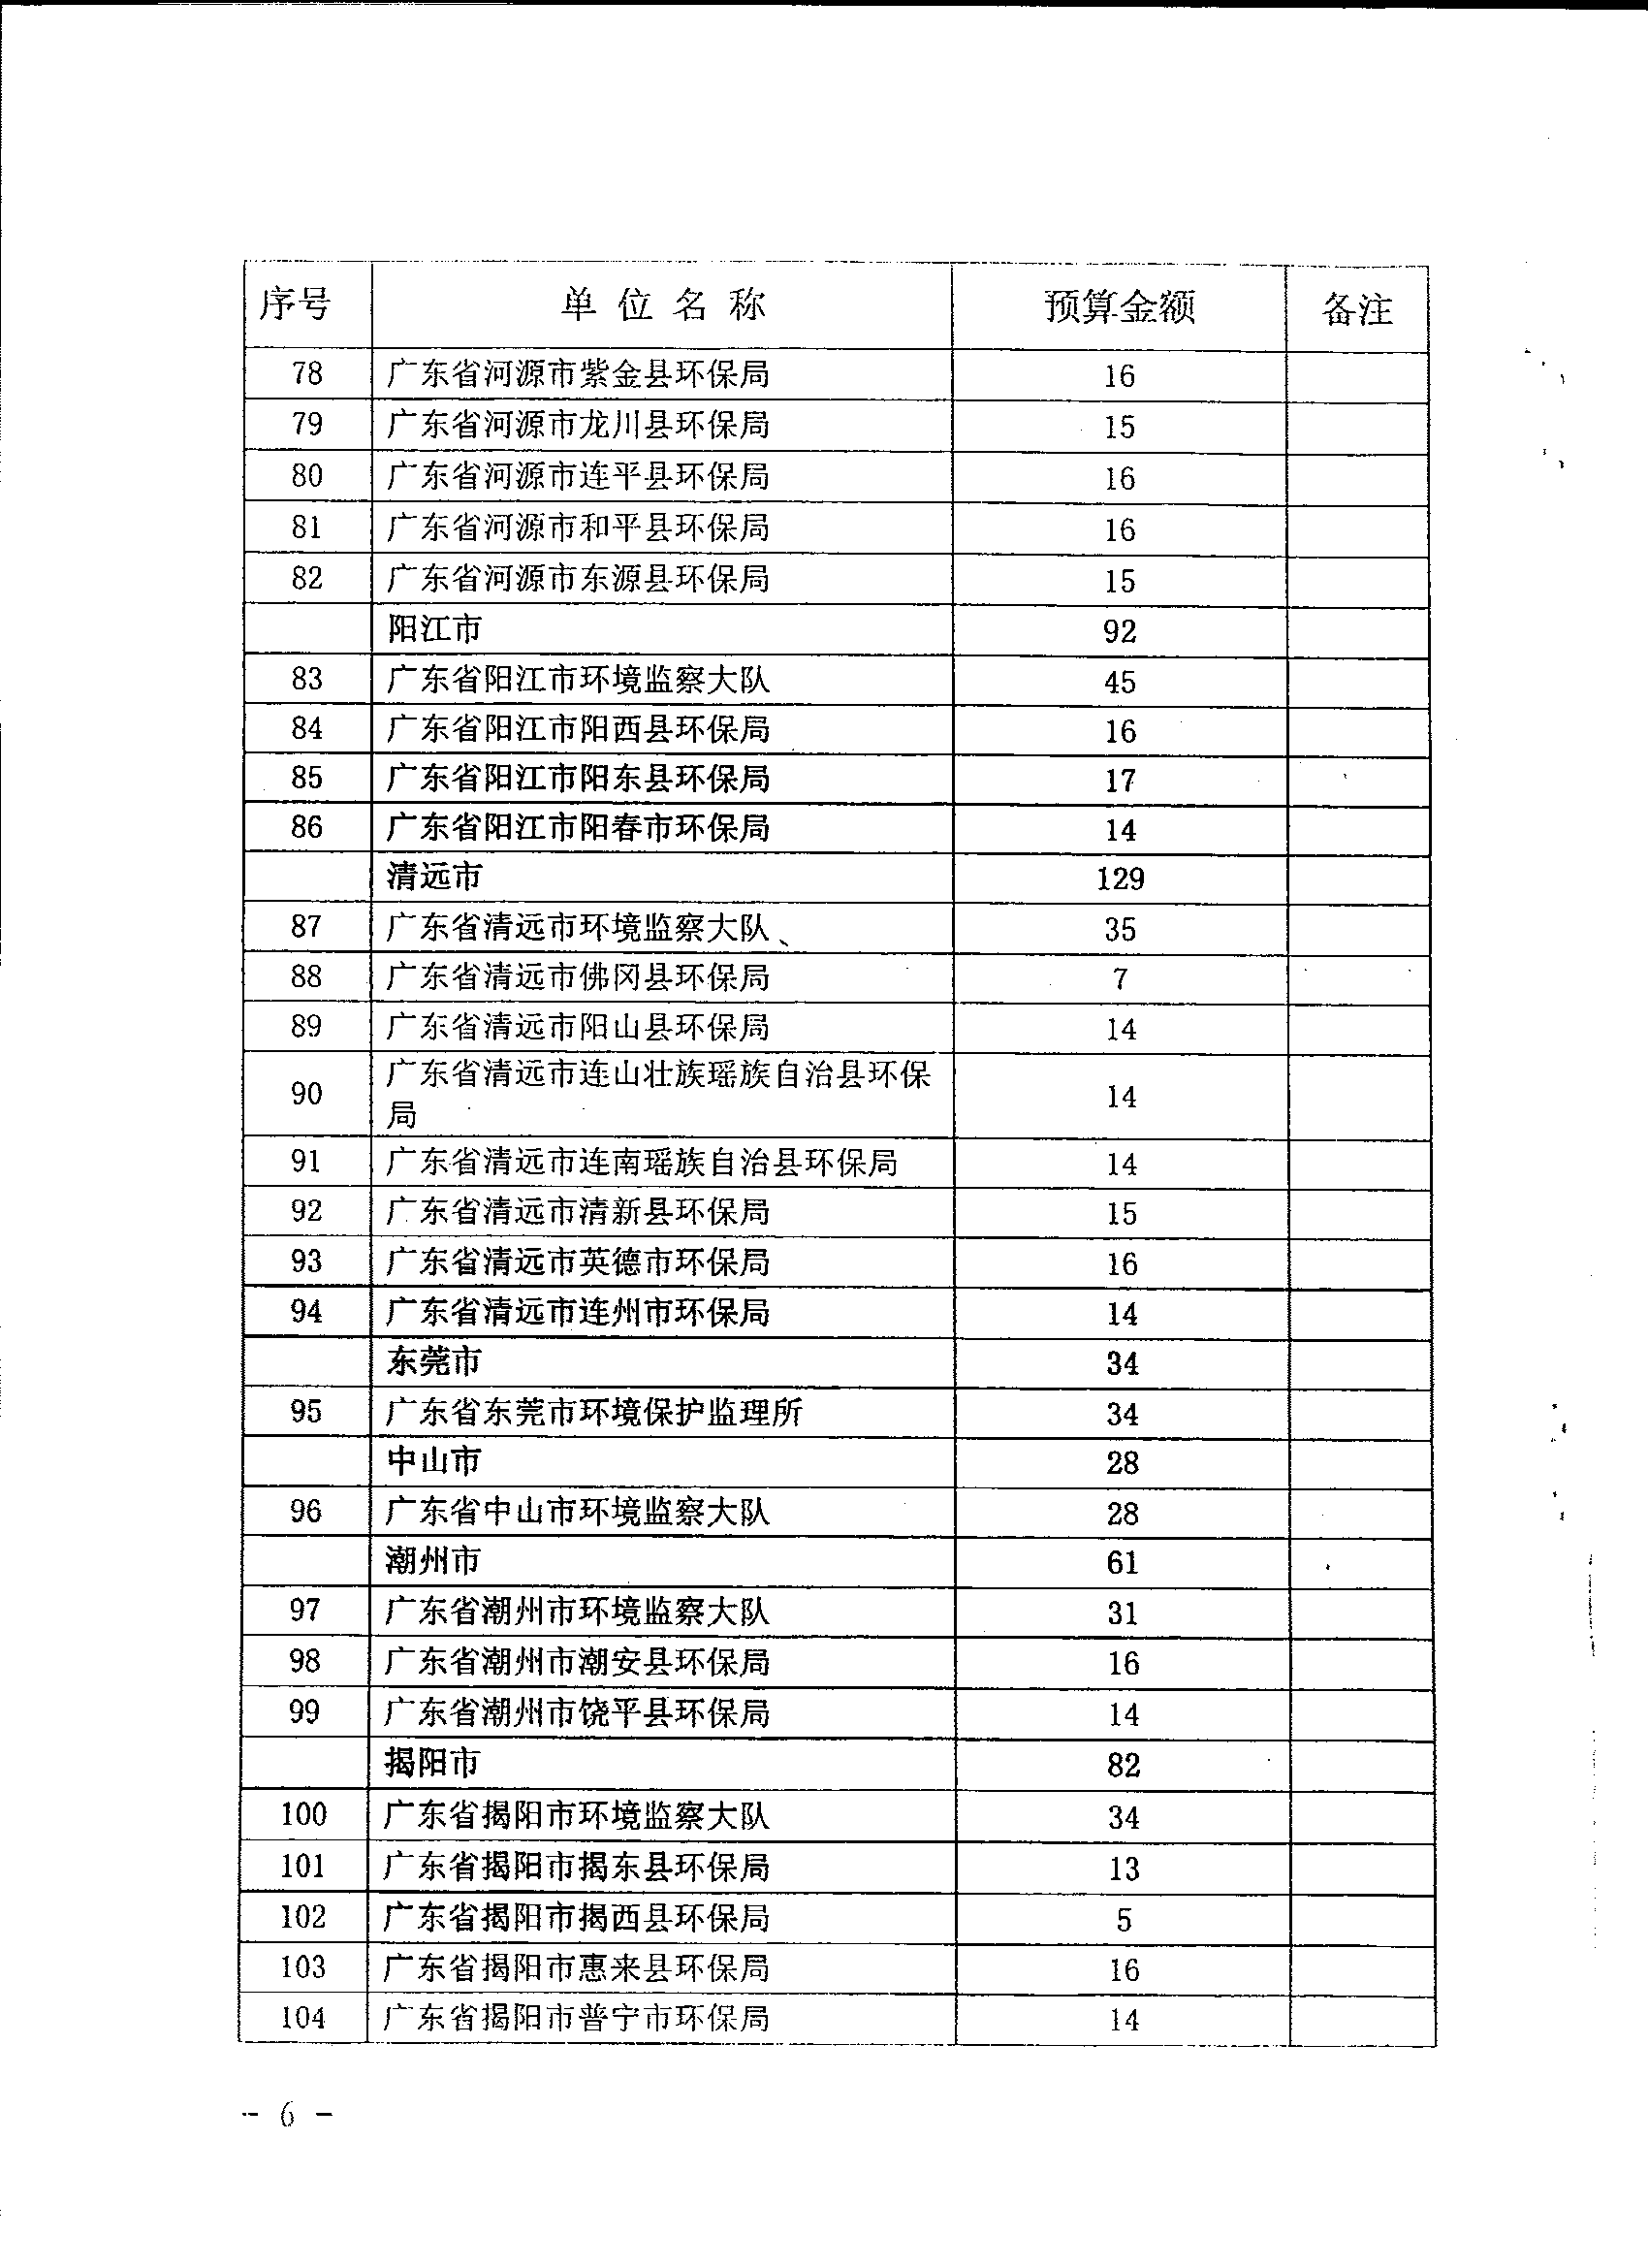 序号 单位名称 预算金额 备注
78 广东省河源市紫金县环保局 16
79 广东省河源市龙川县环保局 15
80 广东省河源市连平县环保局 16
81 广东省河源市和平县环保局 16
82 广东省河源市东源县环保局 15
阳江市 92
83 广东省阳江市环境监察大队 45
84 广东省阳江市阳西县环保局 16
85 广东省阳江市阳东县环保局 17
86 广东省阳江市阳春市环保局 14
清远市 129
87 广东省清远市环境监察大队 35
88 广东省清远市佛冈县环保局 7
89 广东省清远市阳山县环保局 14
90 广东省清远市连山壮族瑶族自治县环保 14
局
91 广东省清远市连南瑶族自治县环保局 14
92 广东省清远市清新县环保局 15
93 广东省清远市英德市环保局 16
94 广东省清远市连州市环保局 14
东莞市 34
95 广东省东莞市环境保护监理所 34
中山市 28
96 广东省中山市环境监察大队 28
潮州市 61
97 广东省潮州市环境监察大队 31
98 广东省潮州市潮安县环保局 16
99 广东省潮州市饶平县环保局 14
揭阳市 82
100 广东省揭阳市环境监察大队 34
101 广东省揭阳市揭东县环保局 13
102 广东省揭阳市揭西县环保局 5
103 广东省揭阳市惠来县环保局 16
104 广东省揭阳市普宁市环保局 14
- 6 -